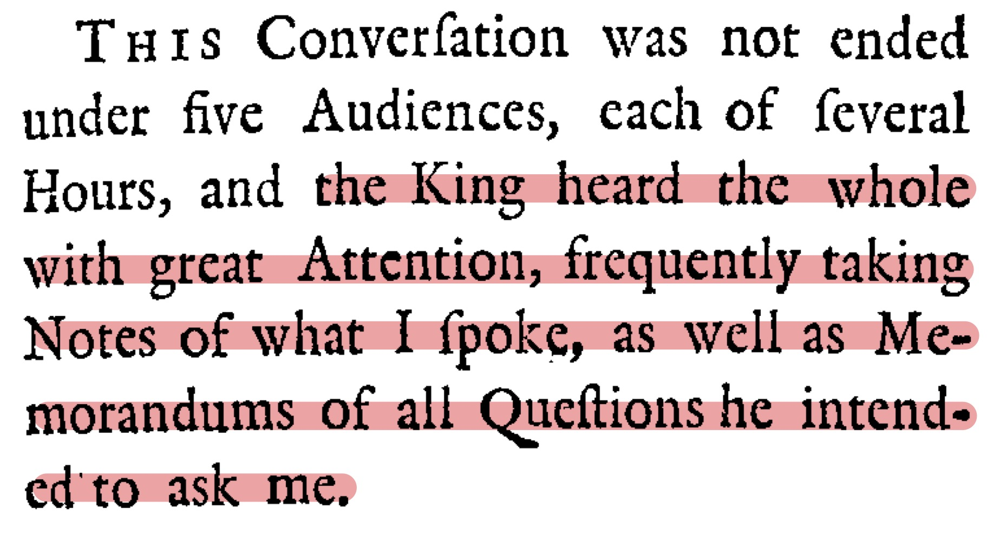 THIS Converſation was not ended
under five Audiences, each of ſeveral
Hours, and the King heard the whole
with great Attention, frequently taking
Notes of what I ſpoke, as well as Me-
morandums of all Queſtions he intend-
ed to ask me.